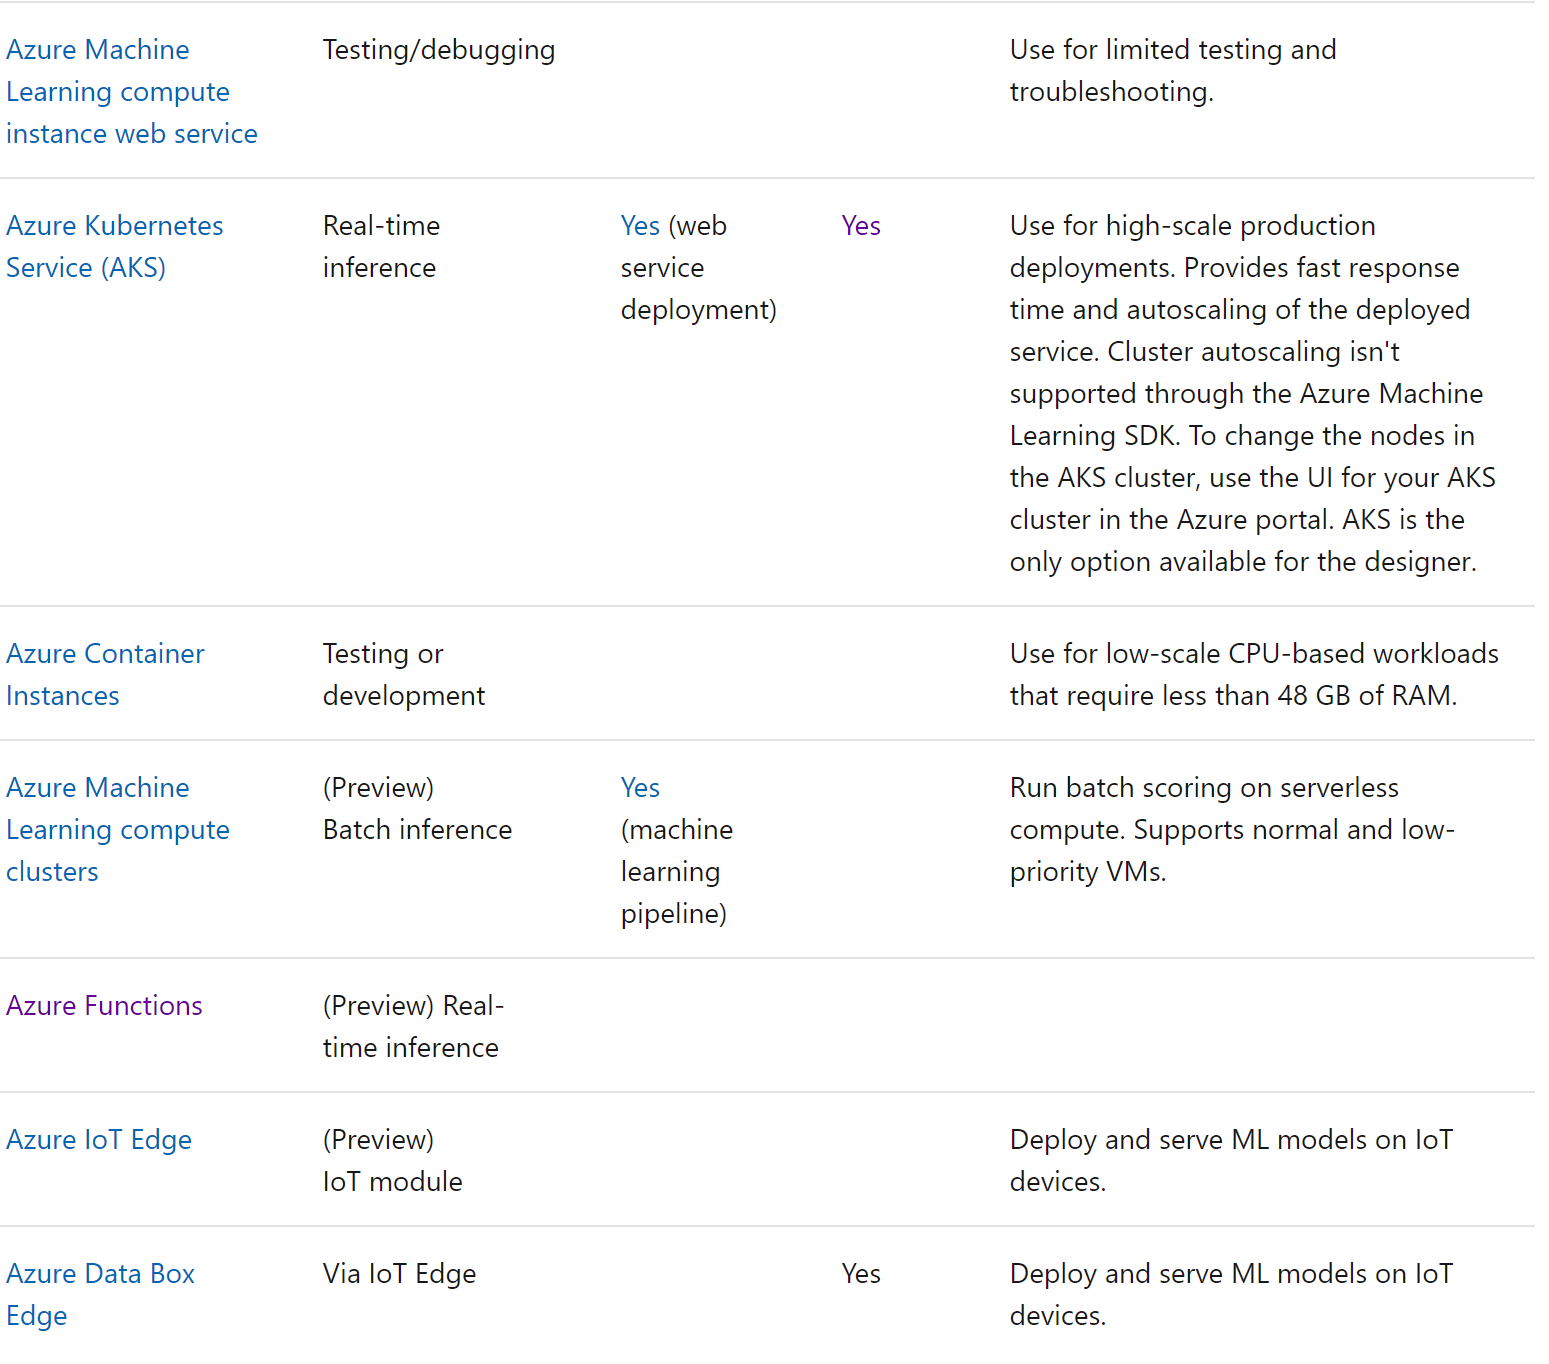 Azure Machine
Learning compute
instance web service
Testing/debugging
Use for limited testing and
troubleshooting.
Azure Kubernetes
Service (AKS)
Real-time
inference
Yes (web
service
deployment)
Yes
Use for high-scale production
deployments. Provides fast response
time and autoscaling of the deployed
service. Cluster autoscaling isn't
supported through the Azure Machine
Learning SDK. To change the nodes in
the AKS cluster, use the UI for your AKS
cluster in the Azure portal. AKS is the
only option available for the designer.
Azure Container
Instances
Testing or
development
Use for low-scale CPU-based workloads
that require less than 48 GB of RAM.
Azure Machine
Learning compute
clusters
(Preview)
Batch inference
Yes
(machine
learning
pipeline)
Run batch scoring on serverless
compute. Supports normal and low-
priority VMs.
Azure Functions
(Preview) Real-
time inference
Azure IoT Edge
(Preview)
IoT module
Deploy and serve ML models on IoT
devices.
Azure Data Box
Edge
Via IoT Edge
Yes
Deploy and serve ML models on IoT
devices.